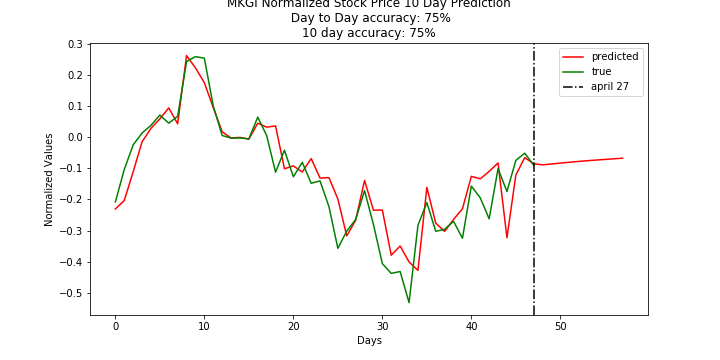 MKGI Normalized Stock Price 10 Day Prediction
Day to Day accuracy: 75%
10 day accuracy: 75%
predicted
true
april 27
Normalized Values
0.3
0.2
0.1
0.0
−0.1
−0.2
−0.3
−0.4
−0.5
0 10 20 30 40 50
Days